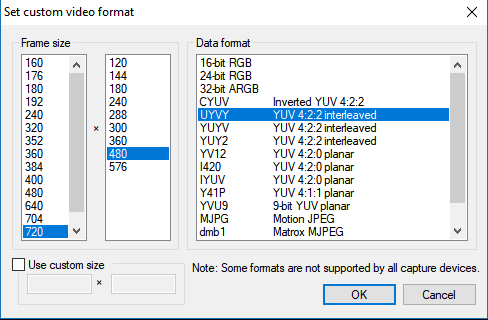 Set custom video format
Frame size
160
176
180
192
240
320
352
360
384
400
480
640
704
720
×
120
144
180
240
288
300
360
480
576
Data format
16-bit RGB
24-bit RGB
32-bit ARGB
CYUV Inverted YUV 4:2:2
UYVY YUV 4:2:2 interleaved
YUYV YUV 4:2:2 interleaved
YUY2 YUV 4:2:2 interleaved
YV12 YUV 4:2:0 planar
I420 YUV 4:2:0 planar
IYUV YUV 4:2:0 planar
Y41P YUV 4:1:1 planar
YVU9 9-bit YUV planar
MJPG Motion JPEG
dmb1 Matrox MJPEG
Use custom size
×
Note: Some formats are not supported by all capture devices.
OK
Cancel